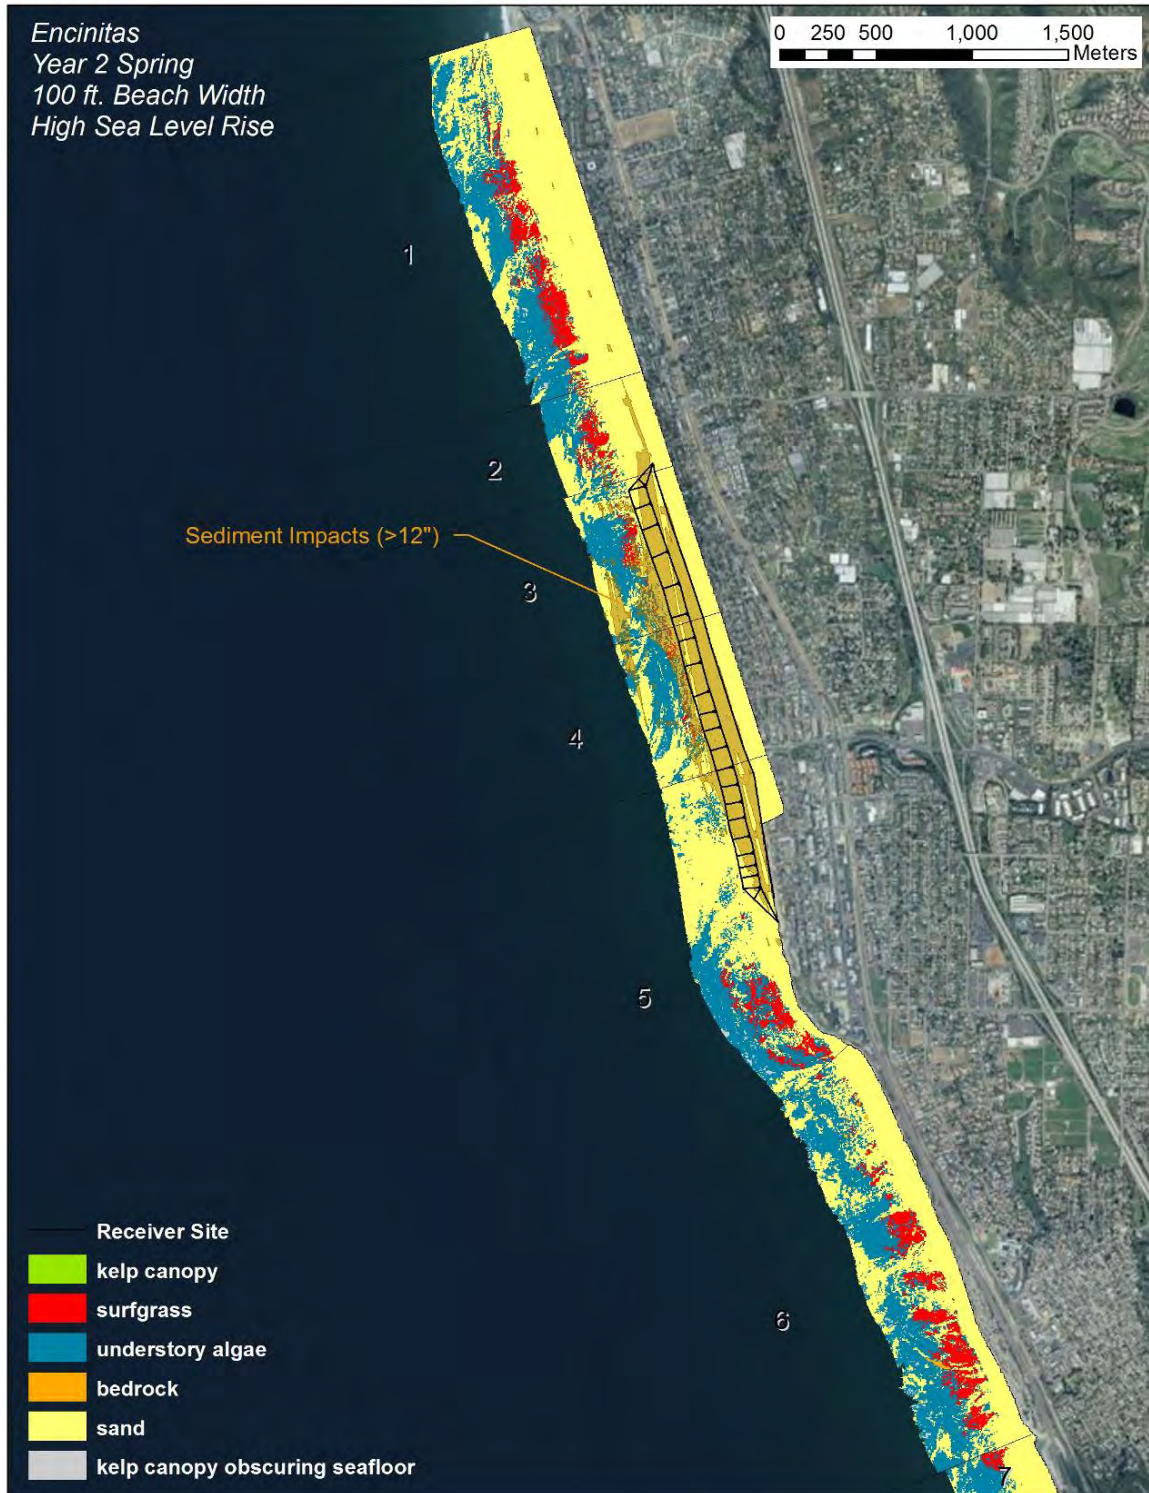 Encinitas
Year 2 Spring
100 ft. Beach Width
High Sea Level Rise
0 250 500 1,000 1,500
Meters
1
2
Sediment Impacts (>12")
3
4
5
6
7
Receiver Site
kelp canopy
surfgrass
understory algae
bedrock
sand
kelp canopy obscuring seafloor